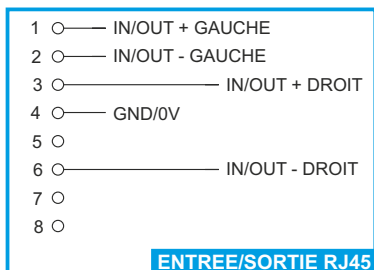 1 IN/OUT + GAUCHE
2 IN/OUT - GAUCHE
3 IN/OUT + DROIT
4 GND/0V
5
6 IN/OUT - DROIT
7
8
ENTREE/SORTIE RJ45